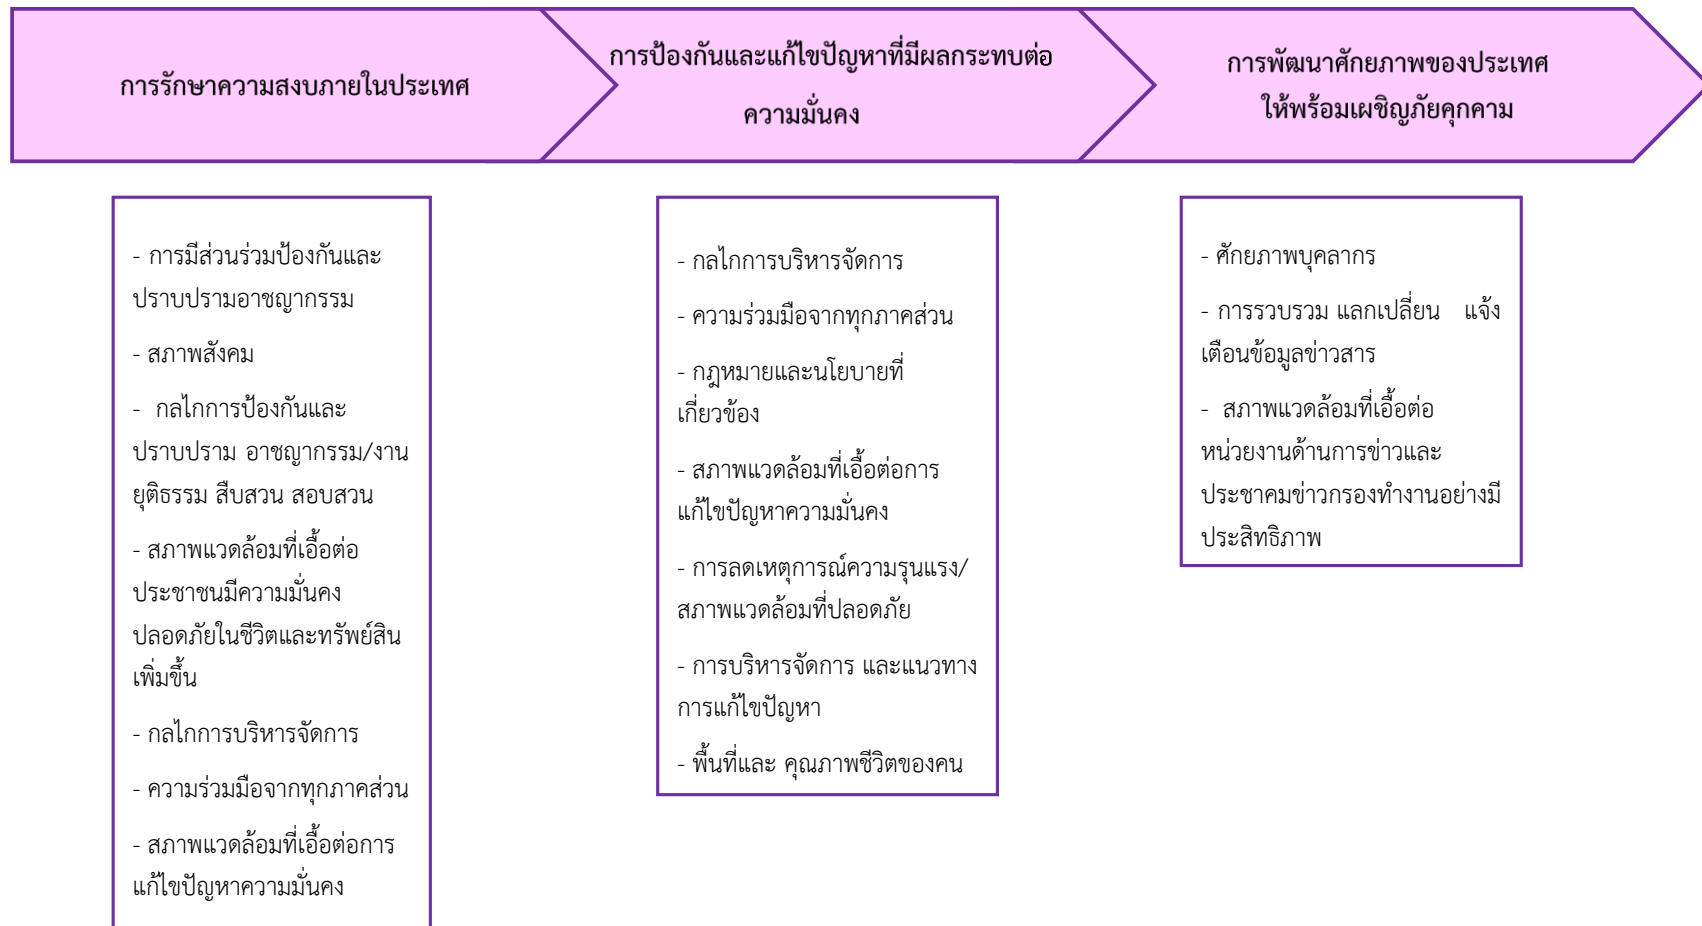 การรักษาความสงบภายในประเทศ
การป้องกันและแก้ไขปัญหาที่มีผลกระทบต่อ
ความมั่นคง
การพัฒนาศักยภาพของประเทศ
ให้พร้อมเผชิญภัยคุกคาม
- การมีส่วนร่วมป้องกันและ
ปราบปรามอาชญากรรม
- สภาพสังคม
- กลไกการป้องกันและ
ปราบปราม อาชญากรรม/งาน
ยุติธรรม สืบสวน สอบสวน
- สภาพแวดล้อมที่เอื้อต่อ
ประชาชนมีความมั่นคง
ปลอดภัยในชีวิตและทรัพย์สิน
เพิ่มขึ้น
- กลไกการบริหารจัดการ
- ความร่วมมือจากทุกภาคส่วน
- สภาพแวดล้อมที่เอื้อต่อการ
แก้ไขปัญหาความมั่นคง
- กลไกการบริหารจัดการ
- ความร่วมมือจากทุกภาคส่วน
- กฎหมายและนโยบายที่
เกี่ยวข้อง
- สภาพแวดล้อมที่เอื้อต่อการ
แก้ไขปัญหาความมั่นคง
- การลดเหตุการณ์ความรุนแรง/
สภาพแวดล้อมที่ปลอดภัย
- การบริหารจัดการ และแนวทาง
การแก้ไขปัญหา
- พื้นที่และ คุณภาพชีวิตของคน
- ศักยภาพบุคลากร
- การรวบรวม แลกเปลี่ยน แจ้ง
เตือนข้อมูลข่าวสาร
- สภาพแวดล้อมที่เอื้อต่อ
หน่วยงานด้านการข่าวและ
ประชาคมข่าวกรองทำงานอย่างมี
ประสิทธิภาพ